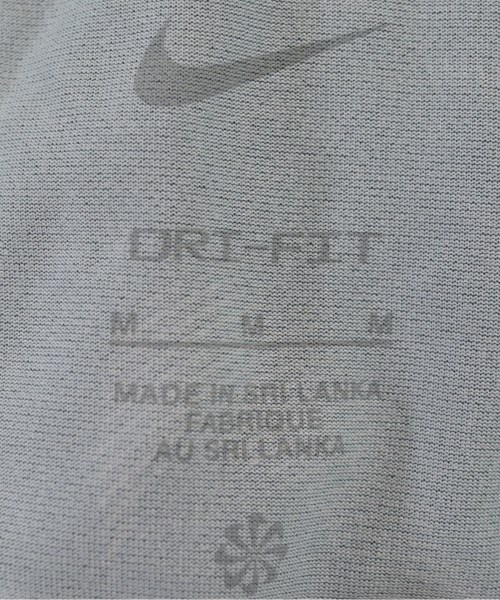 DRI-FIT
M M M
MADE IN SRI LANKA
FABRIQUE
AU SRI LANKA